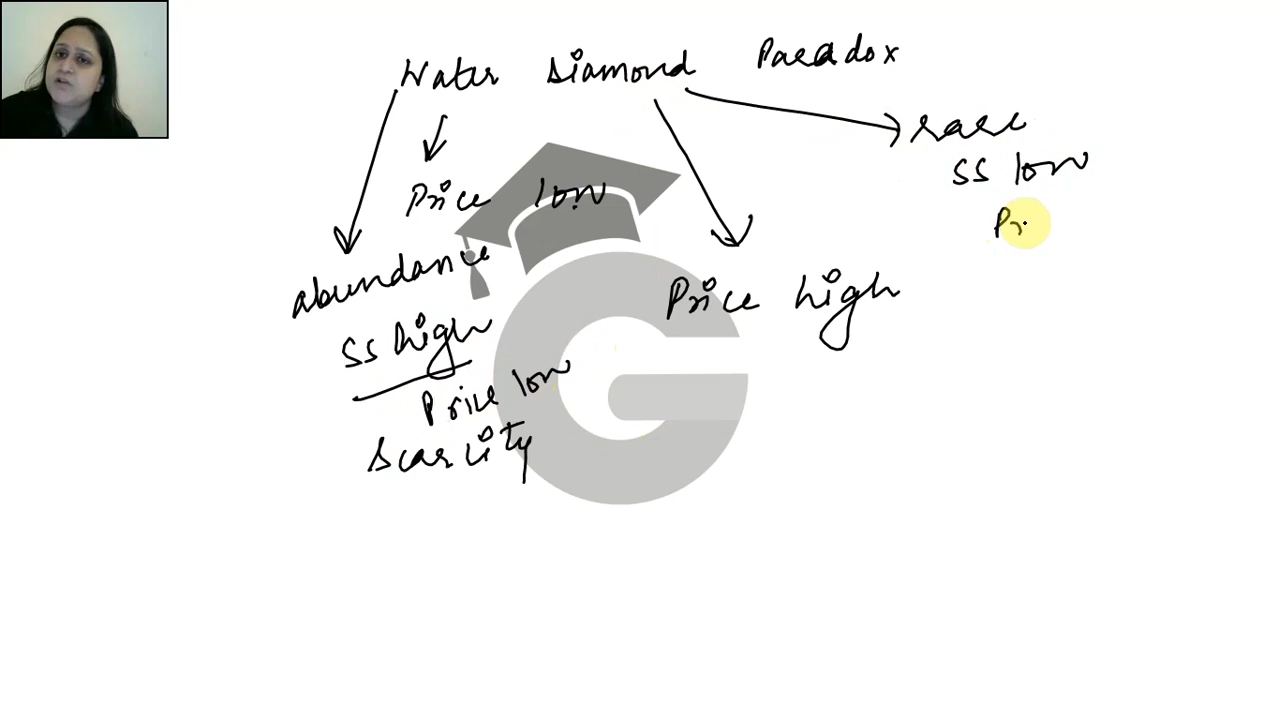 Water Diamond Paradox
Price low
abundance
SS high
Price low
Scarcity
Price high
rare
SS low
Pr